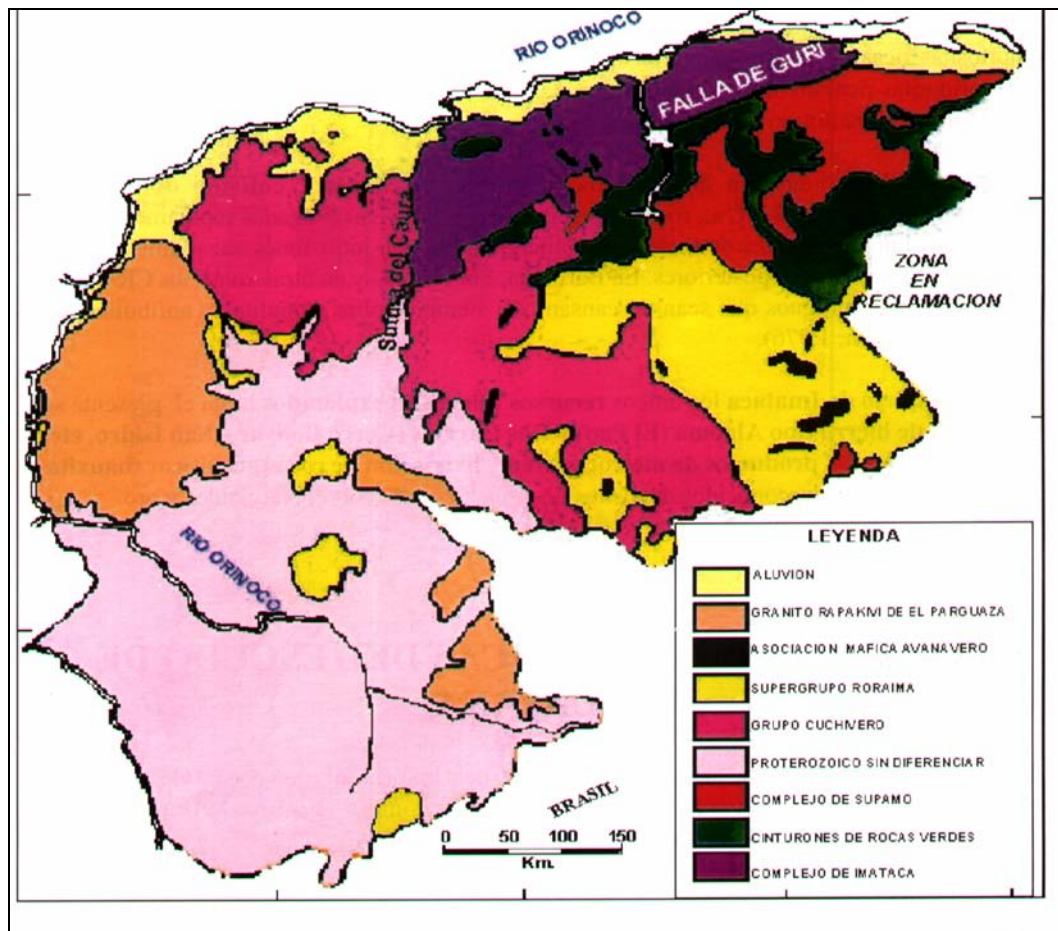 RIO ORINOCO
FALLA DE GURI
Sutura del Caura
ZONA
EN
RECLAMACION
RIO ORINOCO
BRASIL
0 50 100 150
Km.
LEYENDA
ALUVION
GRANITO RAPAKIVI DE EL PARGUAZA
ASOCIACION MAFICA AVANAVERO
SUPERGRUPO RORAIMA
GRUPO CUCHIVERO
PROTEROZOICO SIN DIFERENCIAR
COMPLEJO DE SUPAMO
CINTURONES DE ROCAS VERDES
COMPLEJO DE IMATACA